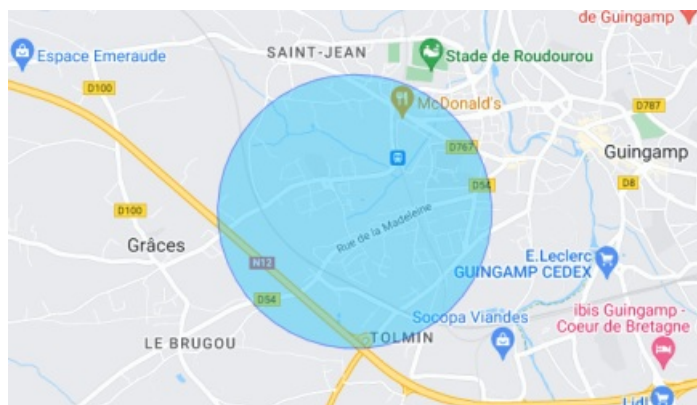 de Guingamp
Espace Emeraude
SAINT-JEAN
Stade de Roudourou
D100
McDonald's
D787
D767
Guingamp
D54
D8
D100
Rue de la Madeleine
Grâces
E.Leclerc
GUINGAMP CEDEX
N12
D54
Socopa Viandes
ibis Guingamp -
Coeur de Bretagne
LE BRUGOU
TOLMIN
Lidl